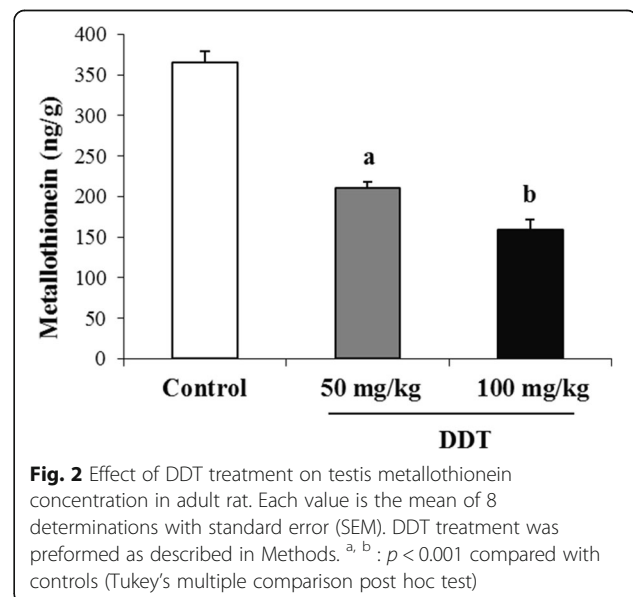 400
350
300
250
200
150
100
50
0
Metallothionein (ng/g)
a
b
Control
50 mg/kg
100 mg/kg
DDT
Fig. 2 Effect of DDT treatment on testis metallothionein
concentration in adult rat. Each value is the mean of 8
determinations with standard error (SEM). DDT treatment was
preformed as described in Methods. a, b : p < 0.001 compared with
controls (Tukey's multiple comparison post hoc test)